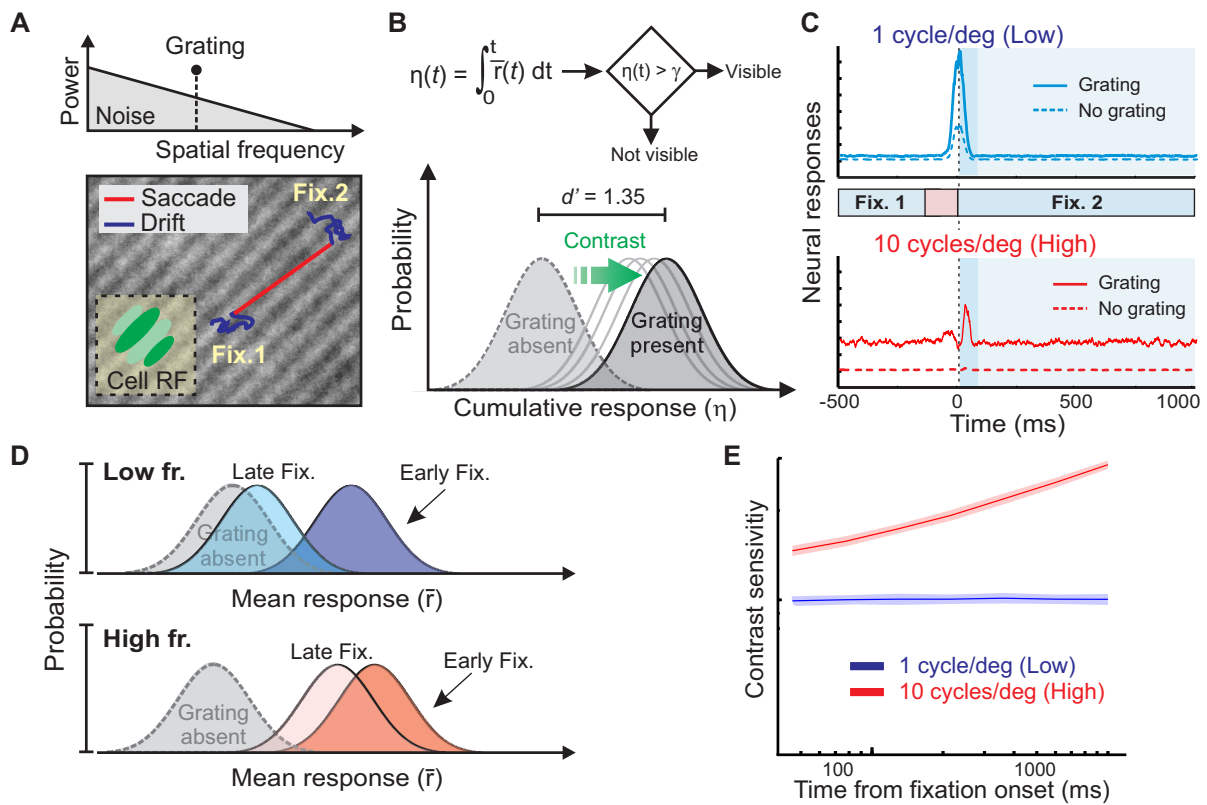 A
Grating
Power
Noise
Spatial frequency
Saccade
Drift
Fix.2
Fix.1
Cell RF
B
η(t) = ∫₀ᵗ r̅(t) dt
η(t) > γ
Visible
Not visible
d' = 1.35
Contrast
Probability
Grating
absent
Grating
present
Cumulative response (η)
C
1 cycle/deg (Low)
Grating
No grating
Neural responses
Fix. 1
Fix. 2
10 cycles/deg (High)
Grating
No grating
-500
0
500
1000
Time (ms)
D
Low fr.
Late Fix.
Early Fix.
Grating
absent
Mean response (r̅)
Probability
High fr.
Late Fix.
Early Fix.
Grating
absent
Mean response (r̅)
E
Contrast sensitivtiy
1 cycle/deg (Low)
10 cycles/deg (High)
100
1000
Time from fixation onset (ms)